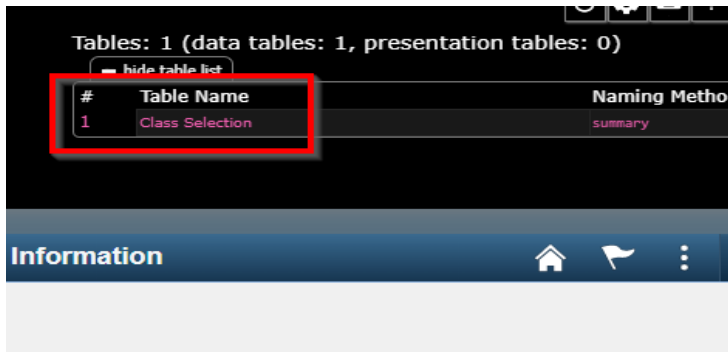 Tables: 1 (data tables: 1, presentation tables: 0)
hide table list
# Table Name Naming Metho
1 Class Selection summary
Information